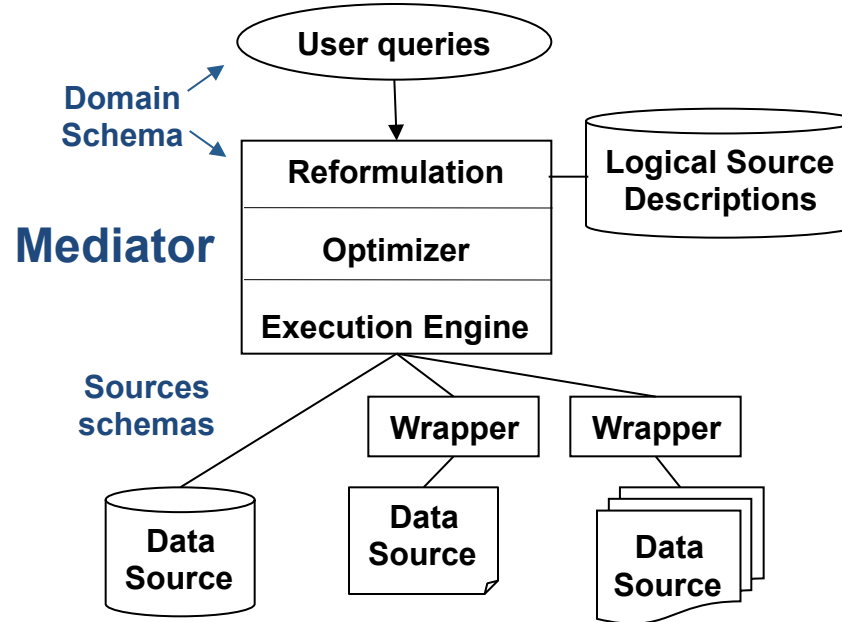 User queries
Domain
Schema
Reformulation
Logical Source
Descriptions
Mediator
Optimizer
Execution Engine
Sources
schemas
Wrapper
Wrapper
Data
Source
Data
Source
Data
Source